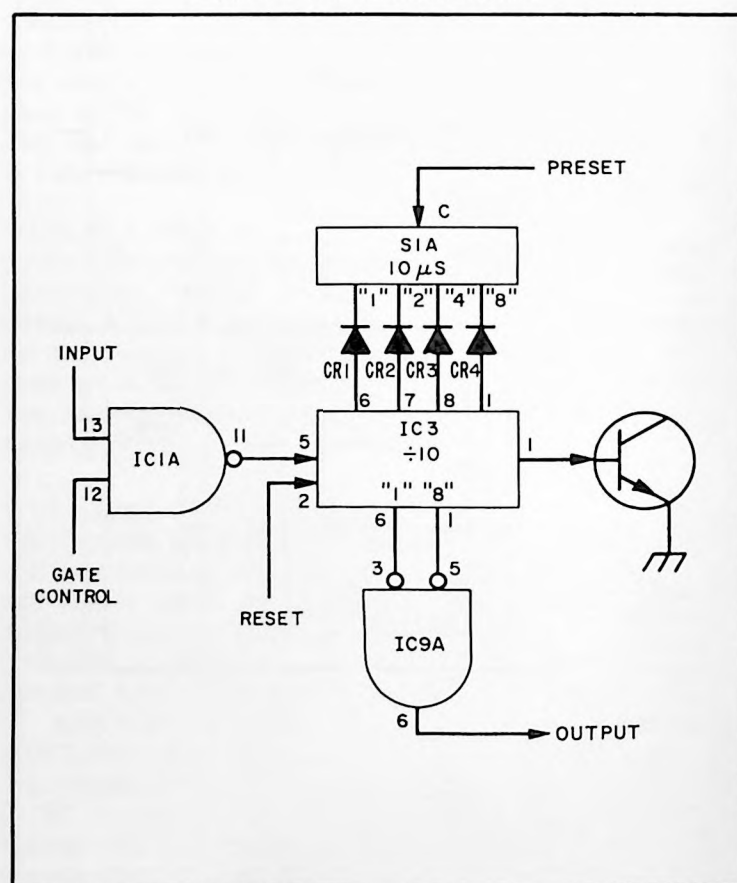 PRESET
C
S1A
10 µS
"1" "2" "4" "8"
INPUT
CR1 CR2 CR3 CR4
6 7 8 1
13
11
IC1A
5
IC3
÷10
1
12
2
"1" "8"
6 1
GATE
CONTROL
RESET
3 5
IC9A
6
OUTPUT